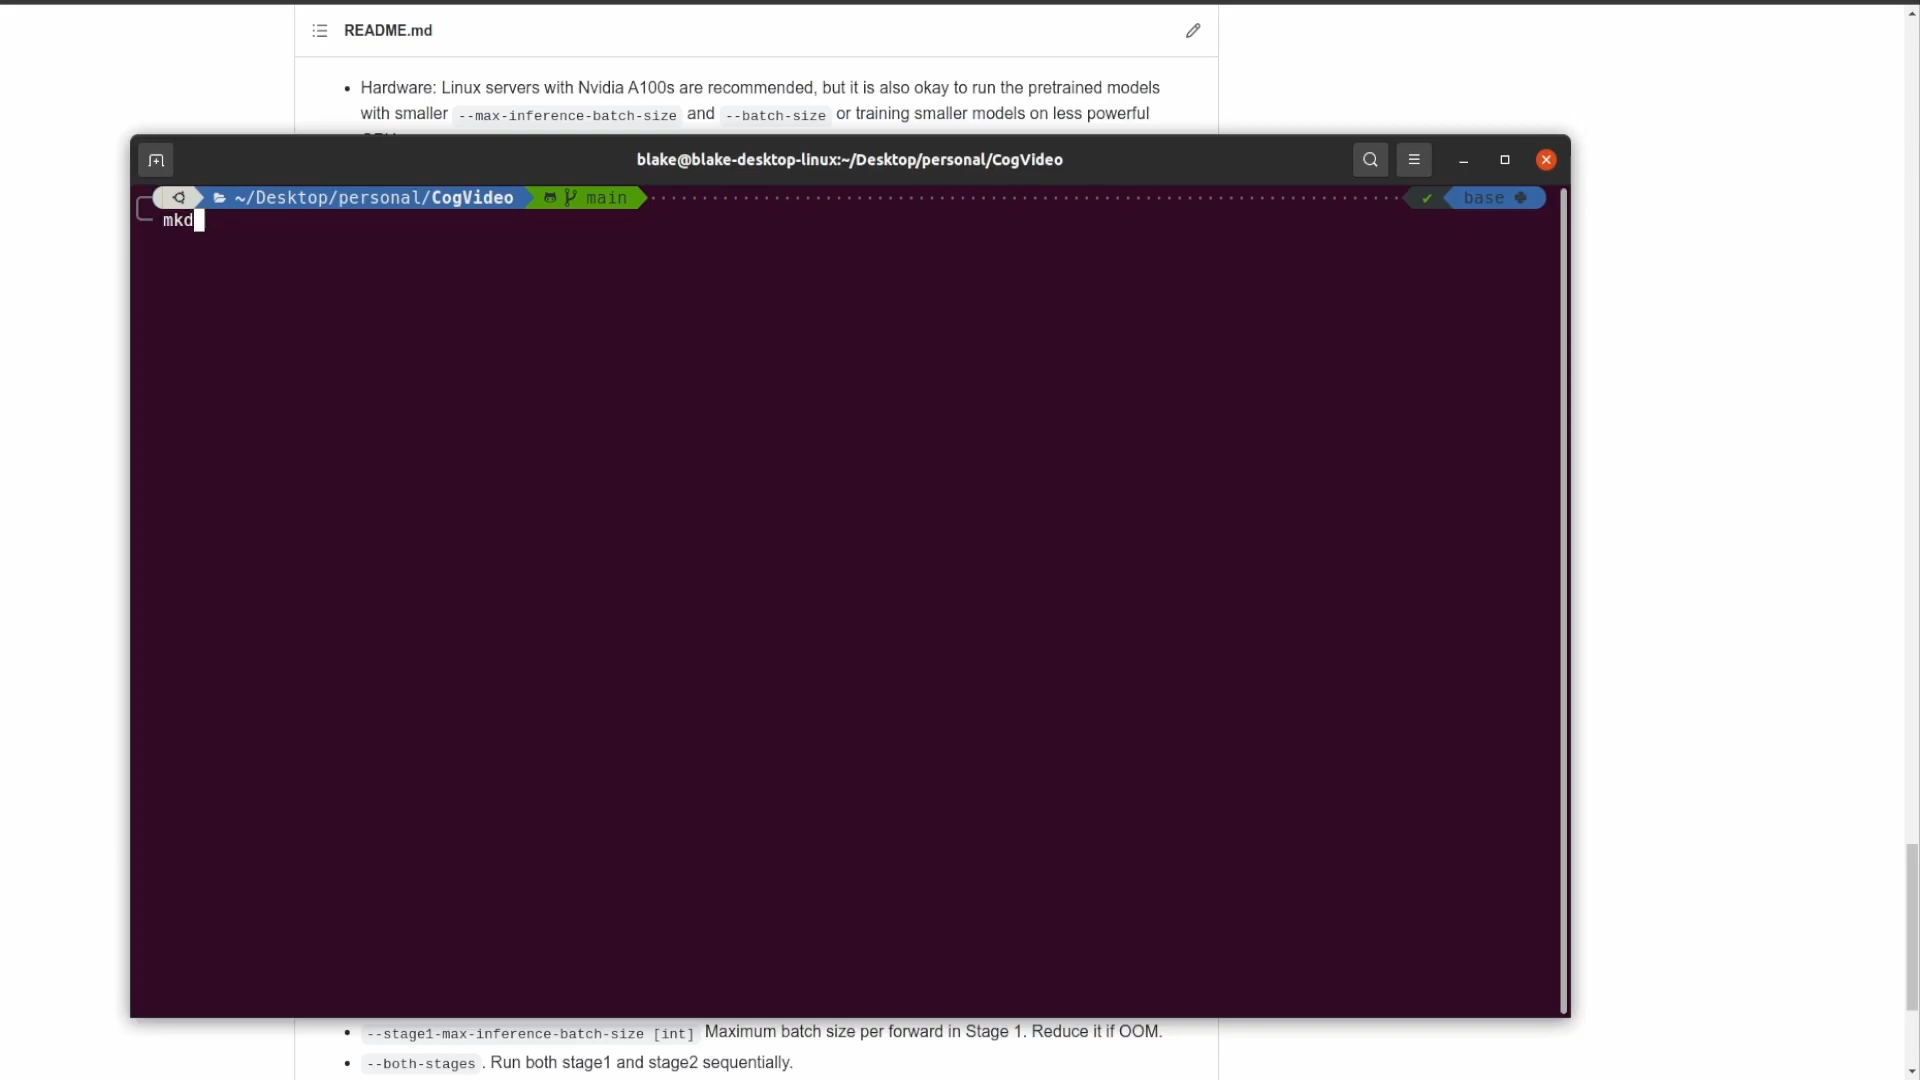 README.md
Hardware: Linux servers with Nvidia A100s are recommended, but it is also okay to run the pretrained models
with smaller --max-inference-batch-size and --batch-size or training smaller models on less powerful
blake@blake-desktop-linux:~/Desktop/personal/CogVideo
~/Desktop/personal/CogVideo main base
mkd
--stage1-max-inference-batch-size [int] Maximum batch size per forward in Stage 1. Reduce it if OOM.
--both-stages . Run both stage1 and stage2 sequentially.